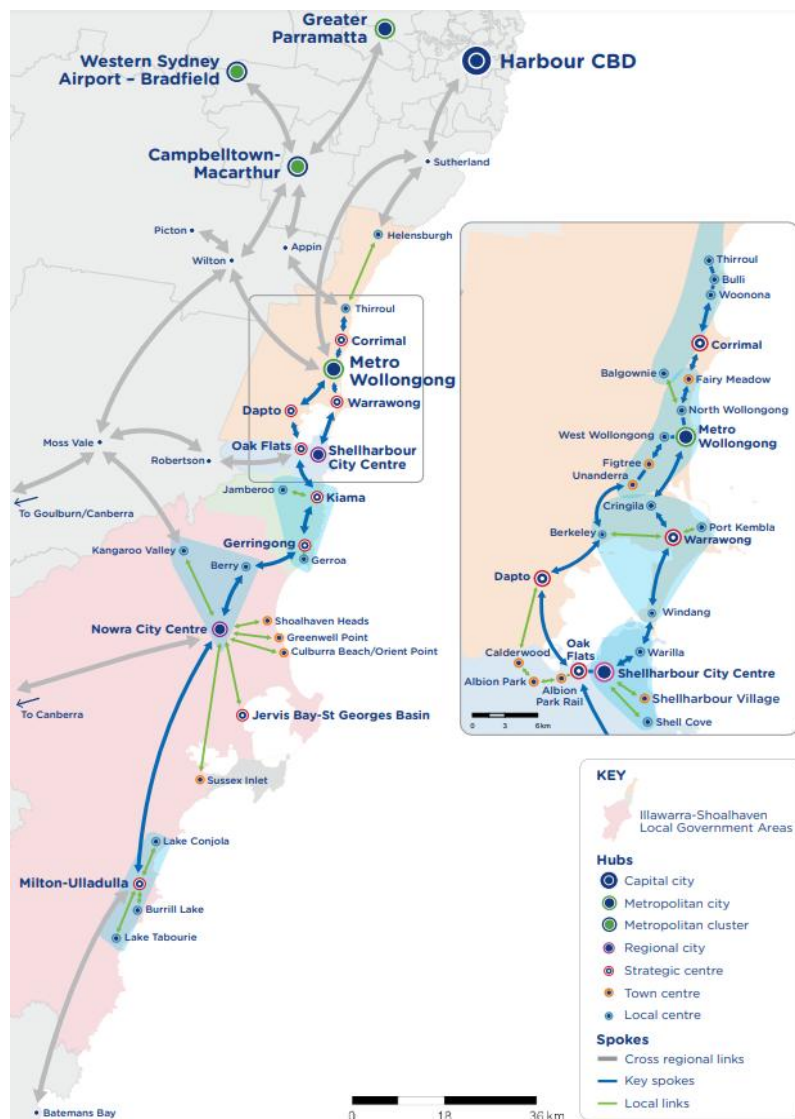 Greater
Parramatta
Western Sydney
Airport – Bradfield
Harbour CBD
Campbelltown-
Macarthur
Sutherland
Picton
Wilton
Appin
Helensburgh
Thirroul
Corrimal
Metro
Wollongong
Dapto
Warrawong
Oak Flats
Shellharbour
City Centre
Moss Vale
Robertson
To Goulburn/Canberra
Jamberoo
Kiama
Gerringong
Kangaroo Valley
Berry
Gerroa
Nowra City Centre
Shoalhaven Heads
Greenwell Point
Culburra Beach/Orient Point
To Canberra
Jervis Bay-St Georges Basin
Sussex Inlet
Lake Conjola
Milton-Ulladulla
Burrill Lake
Lake Tabourie
Batemans Bay
0 18 36 km
Thirroul
Bulli
Woonona
Corrimal
Balgownie
Fairy Meadow
North Wollongong
West Wollongong
Metro
Wollongong
Figtree
Unanderra
Cringila
Port Kembla
Berkeley
Warrawong
Dapto
Windang
Calderwood
Oak
Flats
Warilla
Shellharbour City Centre
Albion Park
Albion
Park Rail
Shellharbour Village
Shell Cove
0 3 6km
KEY
Illawarra-Shoalhaven
Local Government Areas
Hubs
Capital city
Metropolitan city
Metropolitan cluster
Regional city
Strategic centre
Town centre
Local centre
Spokes
Cross regional links
Key spokes
Local links